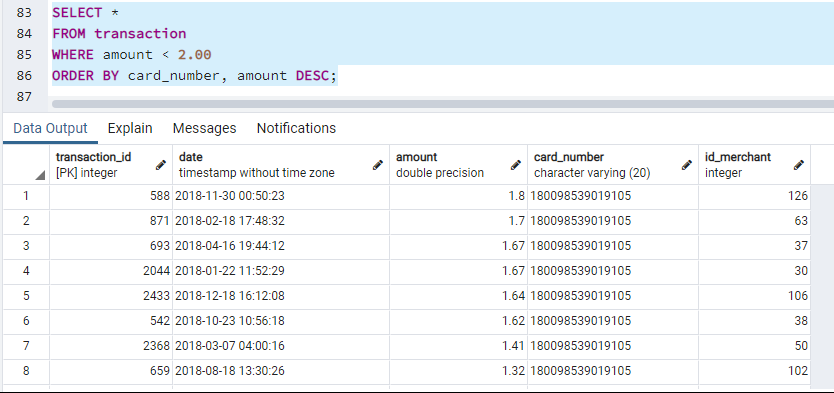 83 SELECT *
84 FROM transaction
85 WHERE amount < 2.00
86 ORDER BY card_number, amount DESC;
87
Data Output Explain Messages Notifications
transaction_id date amount card_number id_merchant
[PK] integer timestamp without time zone double precision character varying (20) integer
1 588 2018-11-30 00:50:23 1.8 180098539019105 126
2 871 2018-02-18 17:48:32 1.7 180098539019105 63
3 693 2018-04-16 19:44:12 1.67 180098539019105 37
4 2044 2018-01-22 11:52:29 1.67 180098539019105 30
5 2433 2018-12-18 16:12:08 1.64 180098539019105 106
6 542 2018-10-23 10:56:18 1.62 180098539019105 38
7 2368 2018-03-07 04:00:16 1.41 180098539019105 50
8 659 2018-08-18 13:30:26 1.32 180098539019105 102